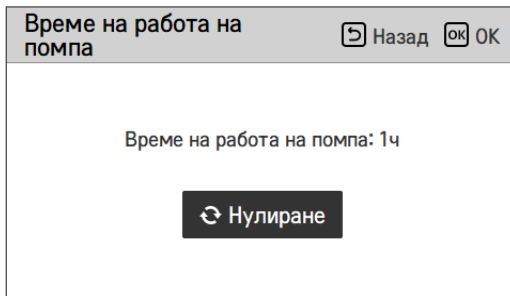 Време на работа на
помпа
Назад OK OK
Време на работа на помпа: 1ч
Нулиране